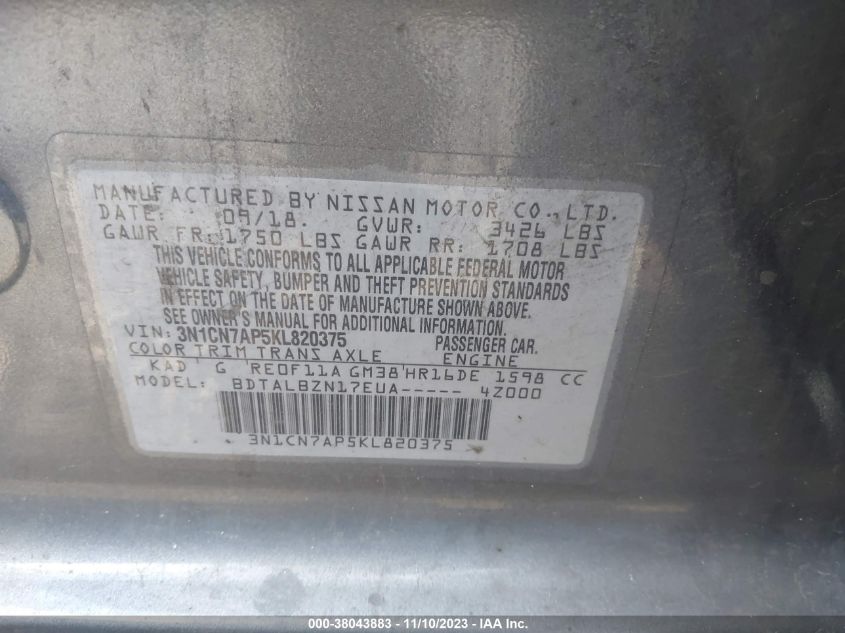 MANUFACTURED BY NISSAN MOTOR CO., LTD.
DATE: 09/18. GVWR: 3426 LBS
GAWR FR: 1750 LBS GAWR RR: 1708 LBS
THIS VEHICLE CONFORMS TO ALL APPLICABLE FEDERAL MOTOR
VEHICLE SAFETY, BUMPER AND THEFT PREVENTION STANDARDS
IN EFFECT ON THE DATE OF MANUFACTURE SHOWN ABOVE.
SEE OWNER'S MANUAL FOR ADDITIONAL INFORMATION.
VIN: 3N1CN7AP5KL820375 PASSENGER CAR.
COLOR TRIM TRANS AXLE ENGINE
KAD G RE0F11A GM38 HR16DE 1598 CC
MODEL: BDTALBZN17EUA----- 4Z000
3N1CN7AP5KL820375
000-38043883 — 11/10/2023 — IAA Inc.